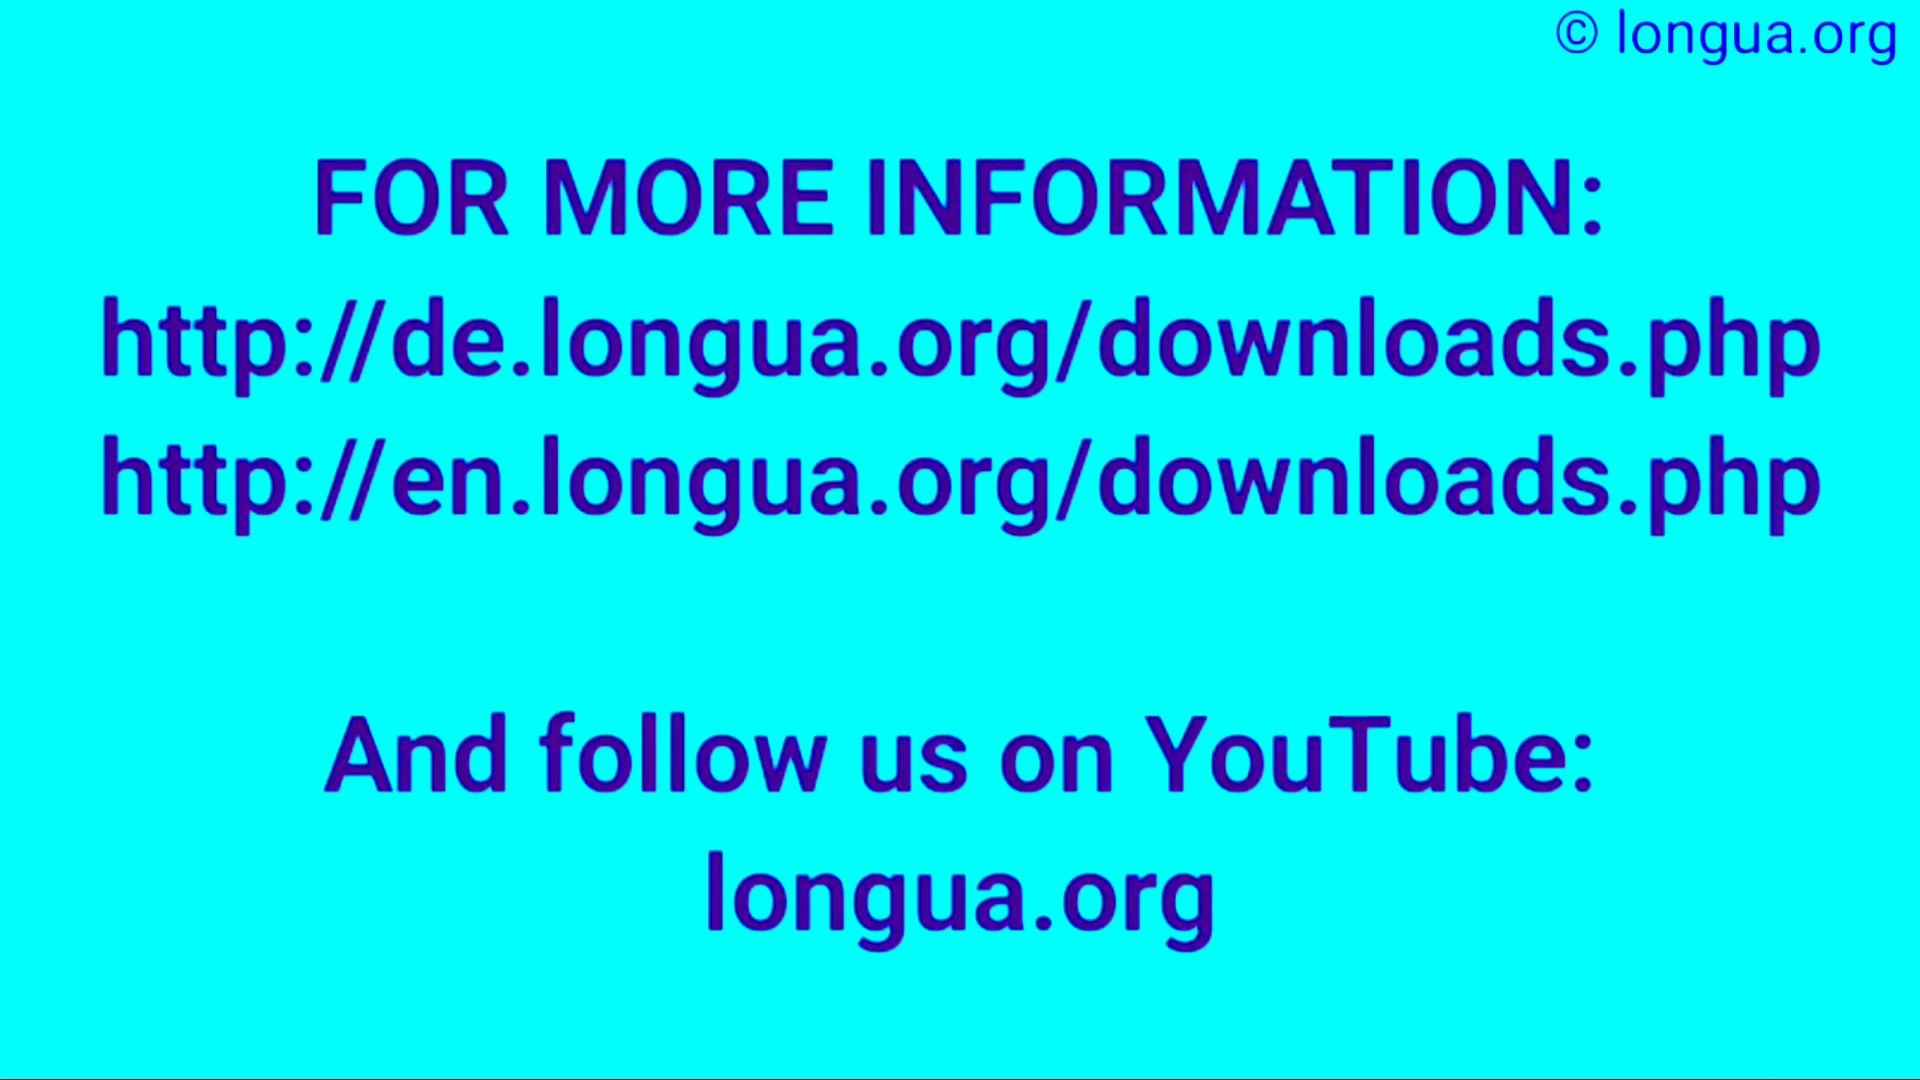 © longua.org
FOR MORE INFORMATION:
http://de.longua.org/downloads.php
http://en.longua.org/downloads.php
And follow us on YouTube:
longua.org